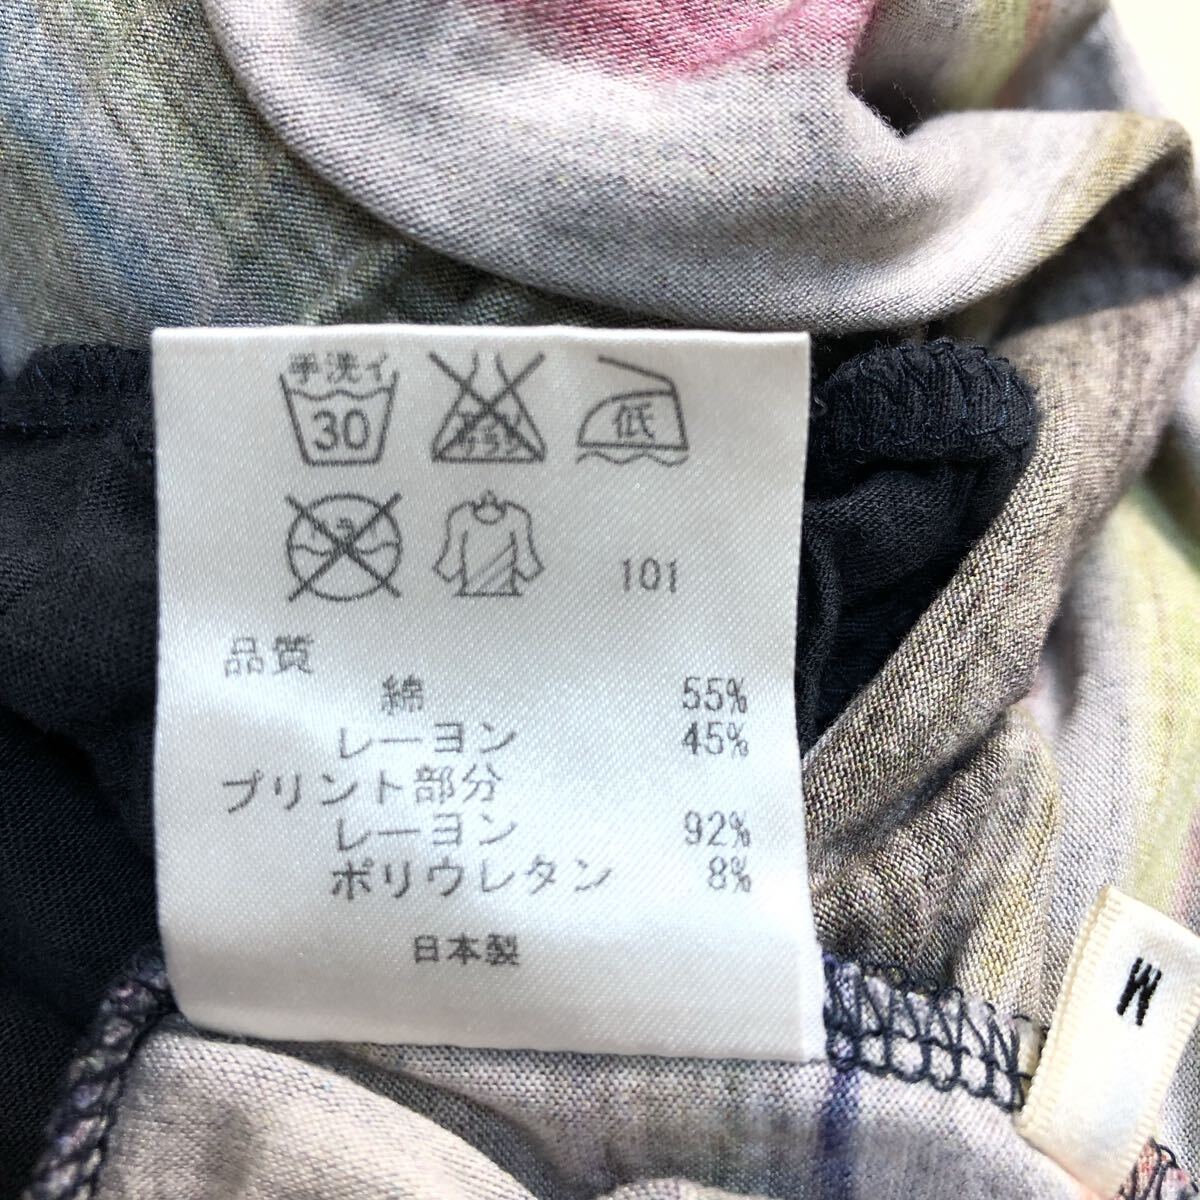 手洗イ
30
低
101
品質
綿 55%
レーヨン 45%
プリント部分
レーヨン 92%
ポリウレタン 8%
日本製
M